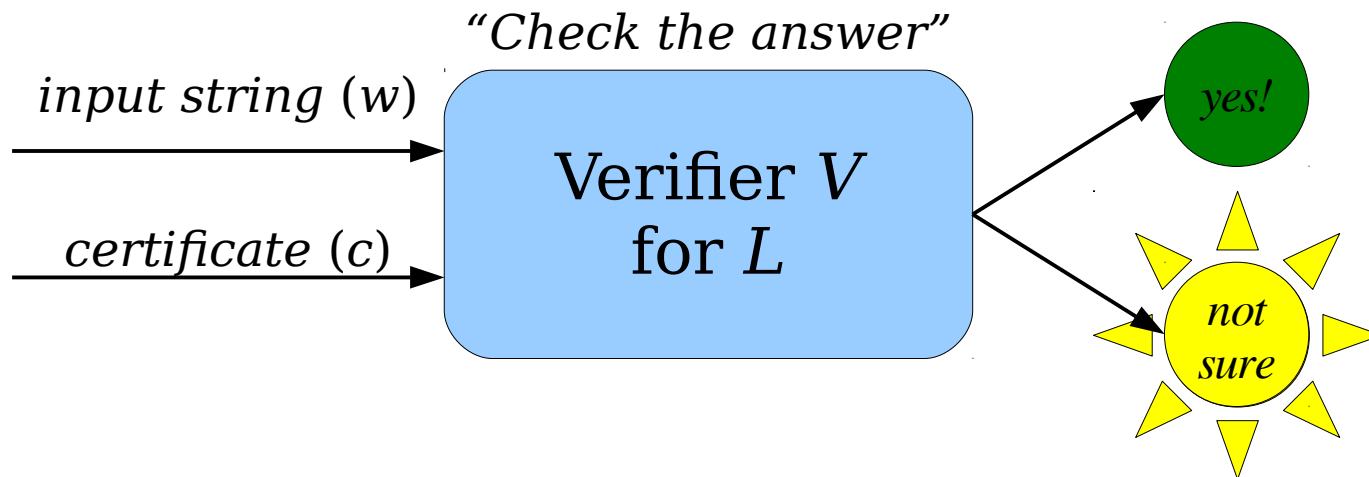 “Check the answer”
input string (w)
certificate (c)
Verifier V
for L
yes!
not
sure